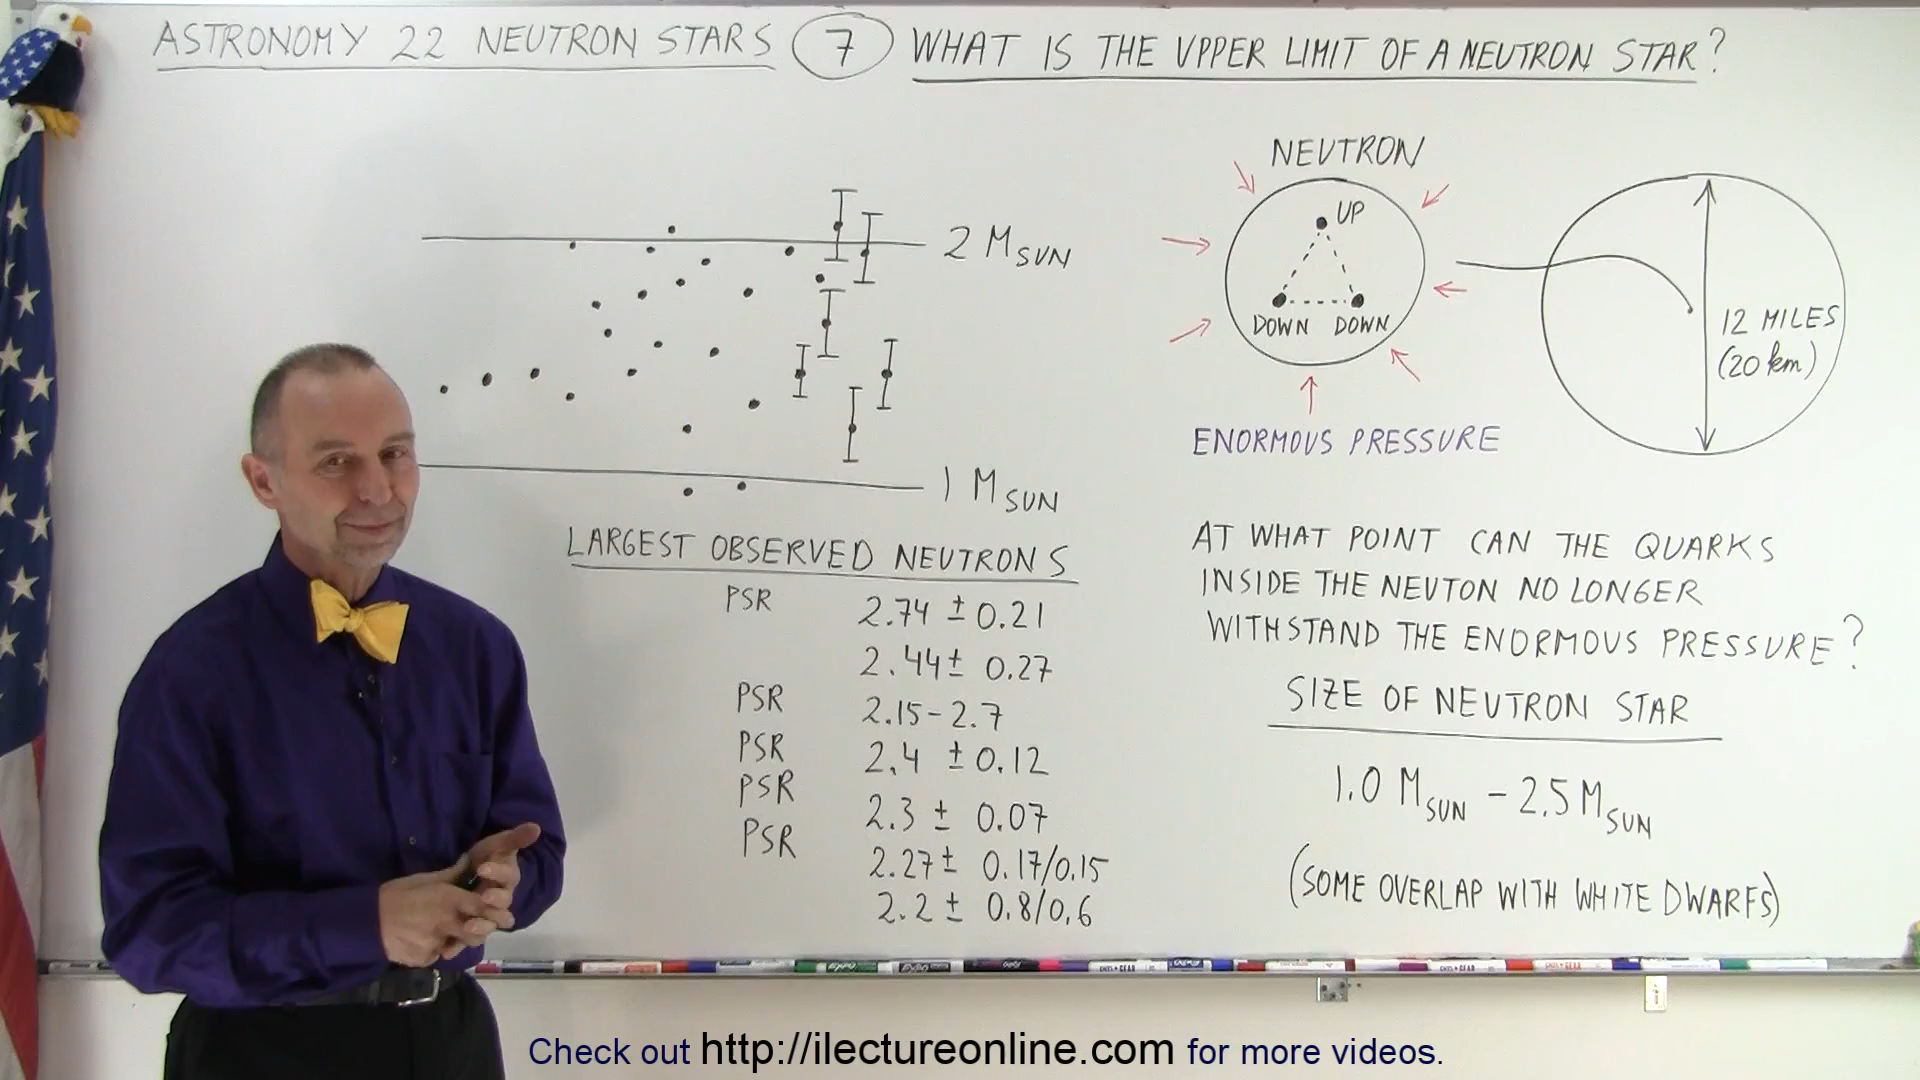 ASTRONOMY 22 NEUTRON STARS 7 WHAT IS THE UPPER LIMIT OF A NEUTRON STAR?
2 MSUN
1 MSUN
LARGEST OBSERVED NEUTRON S
PSR 2.74 ± 0.21
2.44 ± 0.27
PSR 2.15 - 2.7
PSR 2.4 ± 0.12
PSR 2.3 ± 0.07
PSR 2.27 ± 0.17/0.15
2.2 ± 0.8/0.6
NEUTRON
UP
DOWN DOWN
ENORMOUS PRESSURE
12 MILES
(20 km)
AT WHAT POINT CAN THE QUARKS
INSIDE THE NEUTON NO LONGER
WITHSTAND THE ENORMOUS PRESSURE?
SIZE OF NEUTRON STAR
1.0 MSUN - 2.5 MSUN
(SOME OVERLAP WITH WHITE DWARFS)
Check out http://ilectureonline.com for more videos.